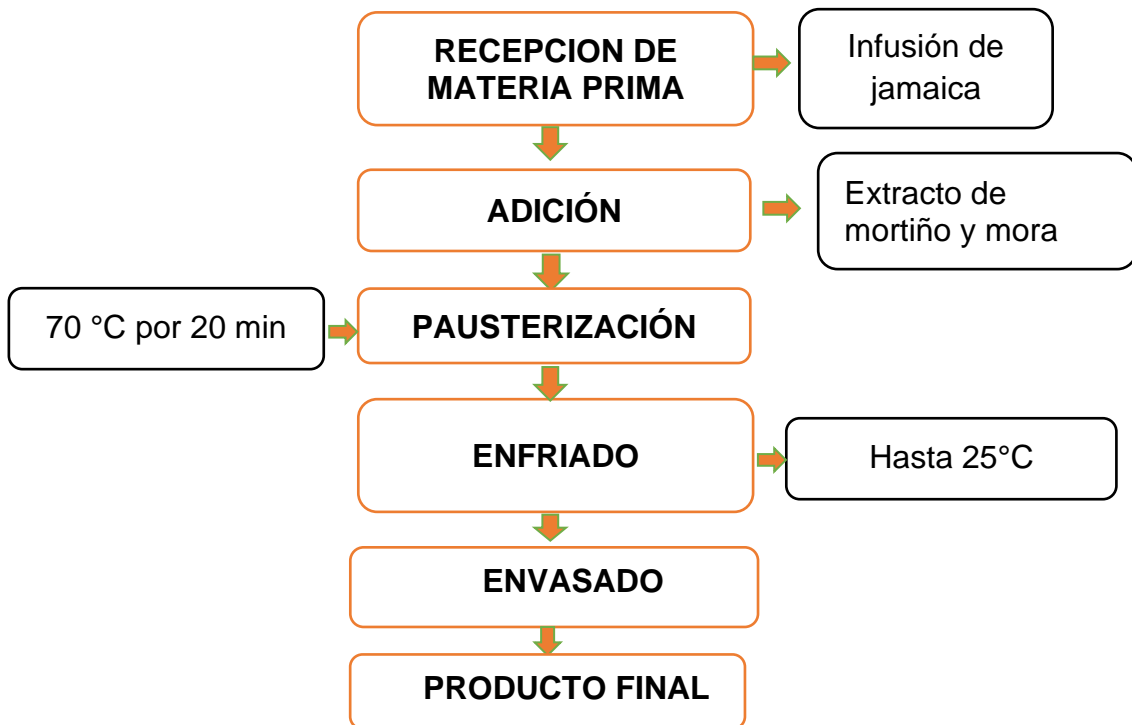 RECEPCION DE
MATERIA PRIMA
Infusión de
jamaica
ADICIÓN
Extracto de
mortiño y mora
70 °C por 20 min
PAUSTERIZACIÓN
ENFRIADO
Hasta 25°C
ENVASADO
PRODUCTO FINAL